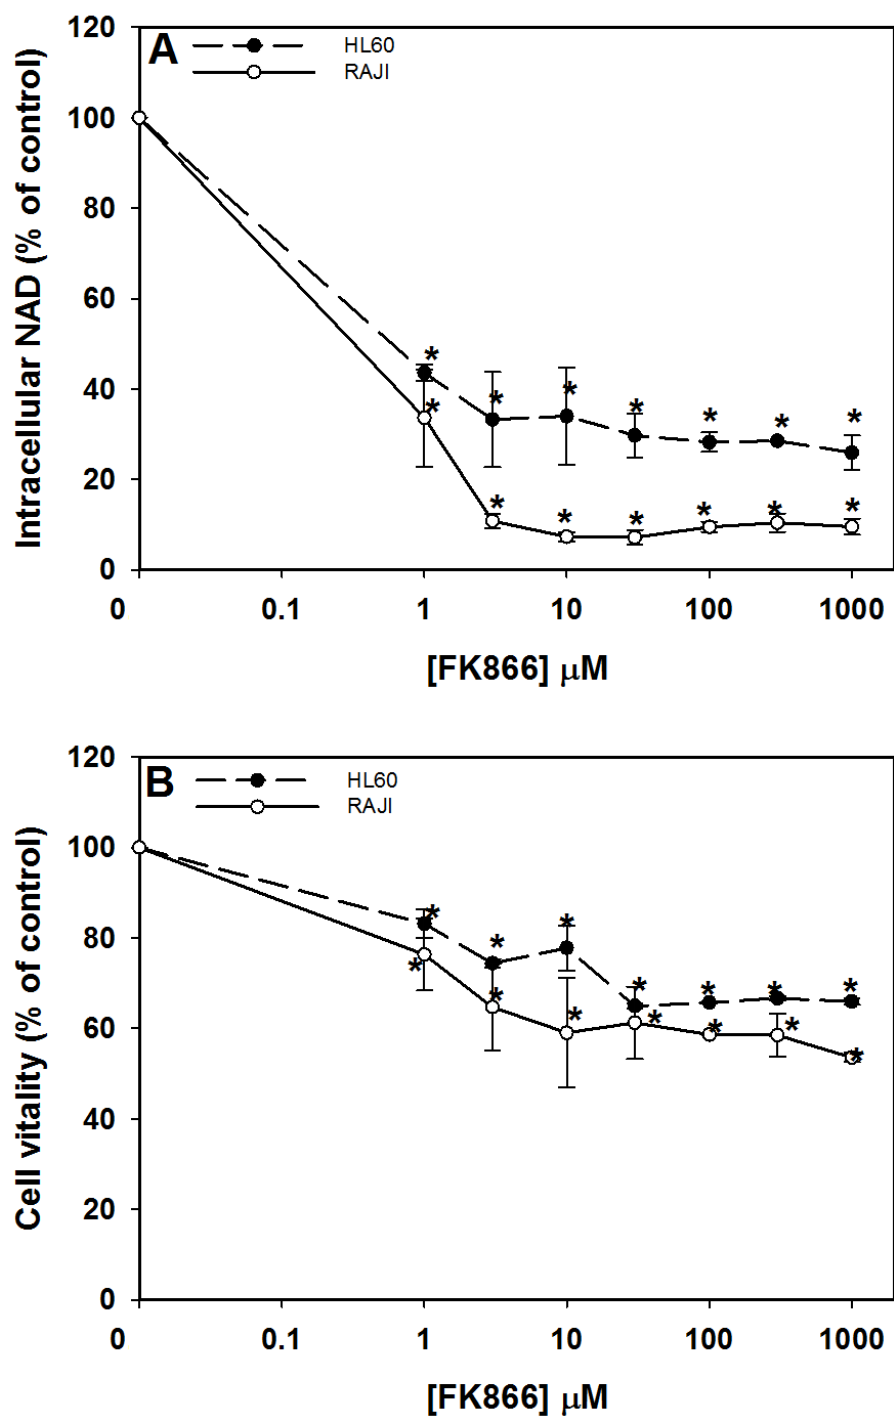 A
HL60
RAJI
Intracellular NAD (% of control)
120
100
80
60
40
20
0
0 0.1 1 10 100 1000
[FK866] μM
B
HL60
RAJI
Cell vitality (% of control)
120
100
80
60
40
20
0
0 0.1 1 10 100 1000
[FK866] μM